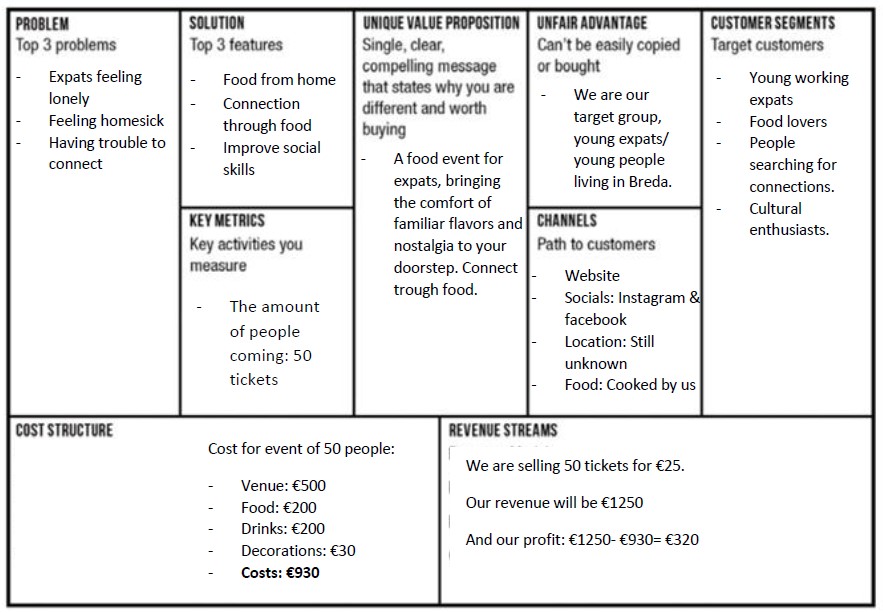 PROBLEM
Top 3 problems
- Expats feeling
lonely
- Feeling homesick
- Having trouble to
connect
SOLUTION
Top 3 features
- Food from home
- Connection
through food
- Improve social
skills
KEY METRICS
Key activities you
measure
- The amount
of people
coming: 50
tickets
UNIQUE VALUE PROPOSITION
Single, clear,
compelling message
that states why you are
different and worth
buying
- A food event for
expats, bringing
the comfort of
familiar flavors and
nostalgia to your
doorstep. Connect
trough food.
UNFAIR ADVANTAGE
Can't be easily copied
or bought
- We are our
target group,
young expats/
young people
living in Breda.
CHANNELS
Path to customers
- Website
- Socials: Instagram &
facebook
- Location: Still
unknown
- Food: Cooked by us
CUSTOMER SEGMENTS
Target customers
- Young working
expats
- Food lovers
- People
searching for
connections.
- Cultural
enthusiasts.
COST STRUCTURE
Cost for event of 50 people:
- Venue: €500
- Food: €200
- Drinks: €200
- Decorations: €30
- Costs: €930
REVENUE STREAMS
We are selling 50 tickets for €25.
Our revenue will be €1250
And our profit: €1250- €930= €320